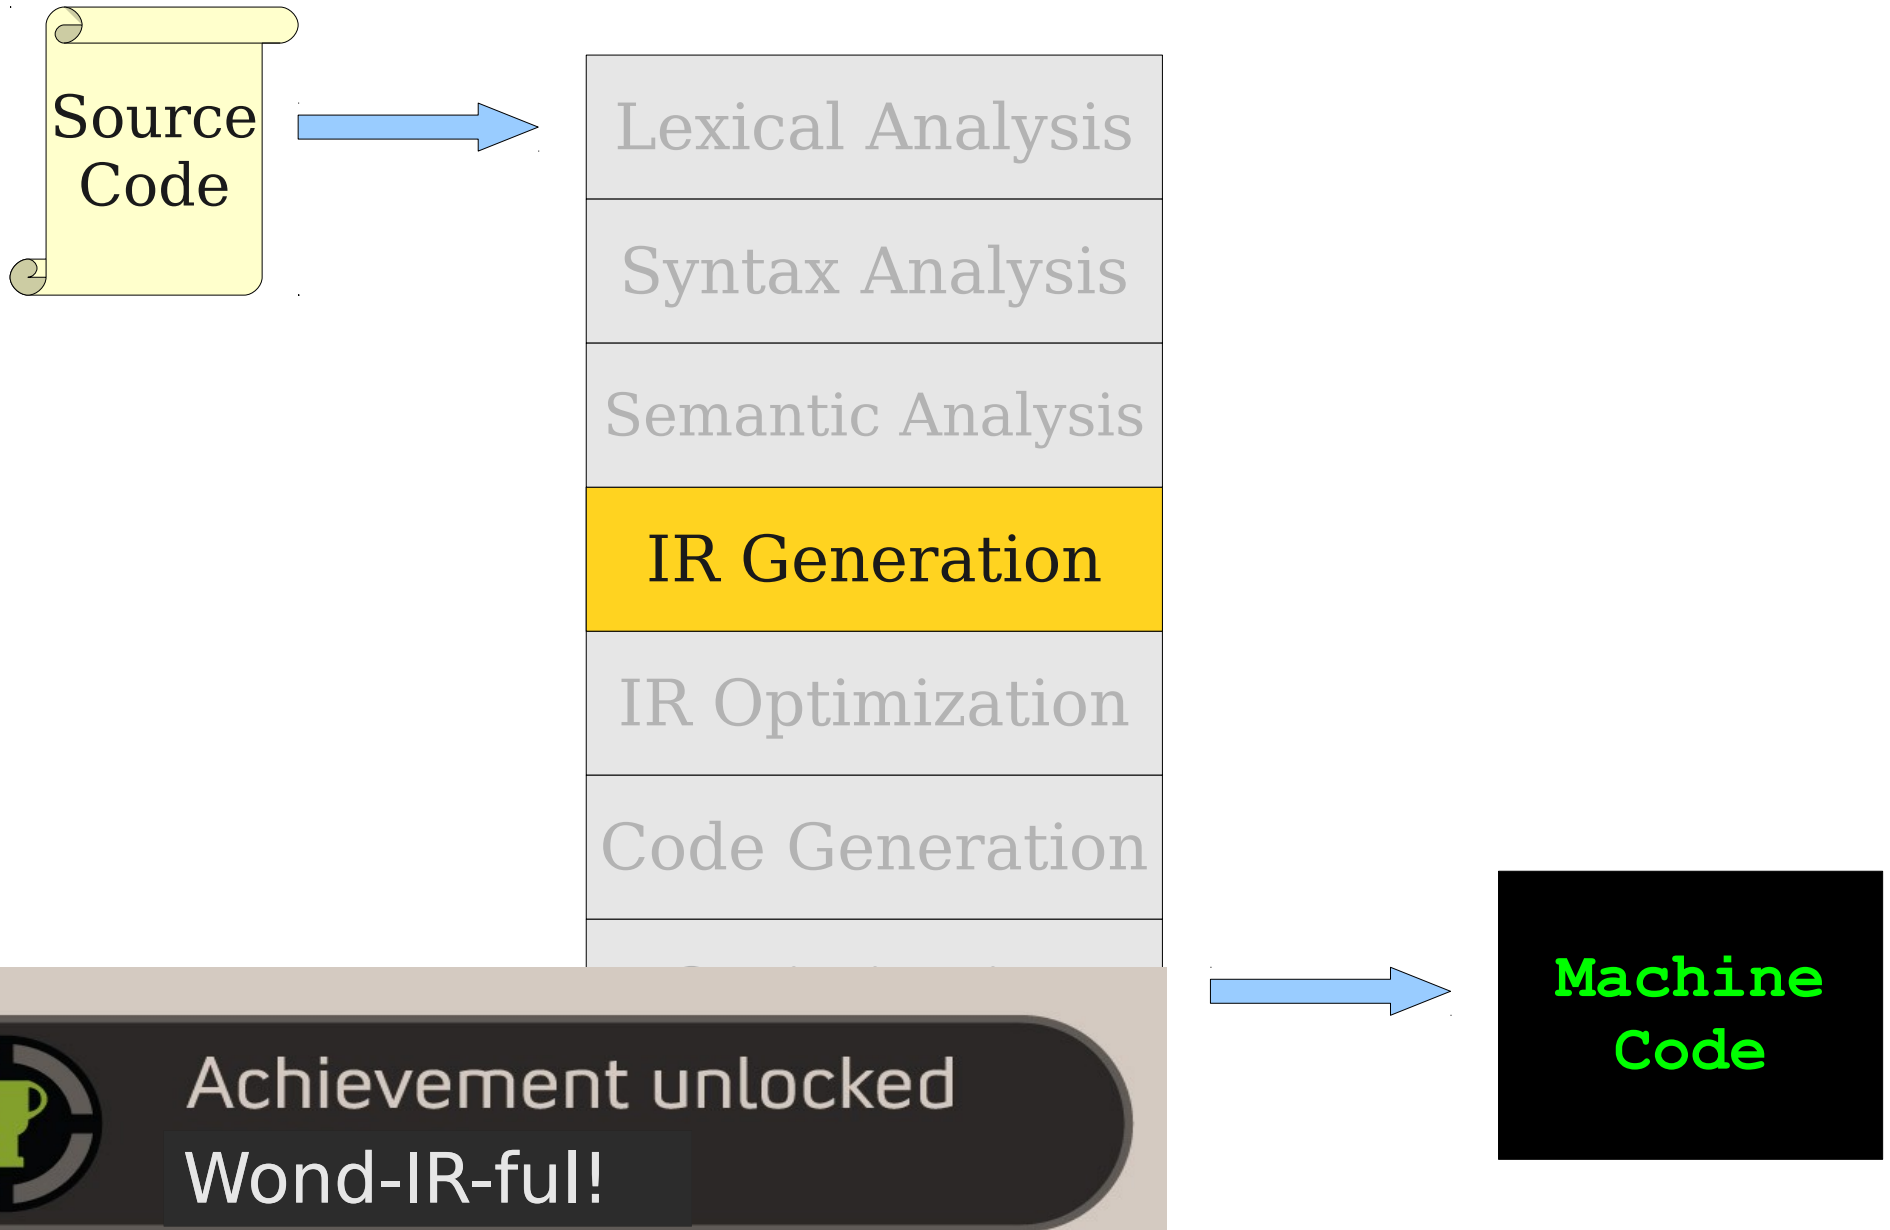 Source
Code
Lexical Analysis
Syntax Analysis
Semantic Analysis
IR Generation
IR Optimization
Code Generation
Machine
Code
Achievement unlocked
Wond-IR-ful!